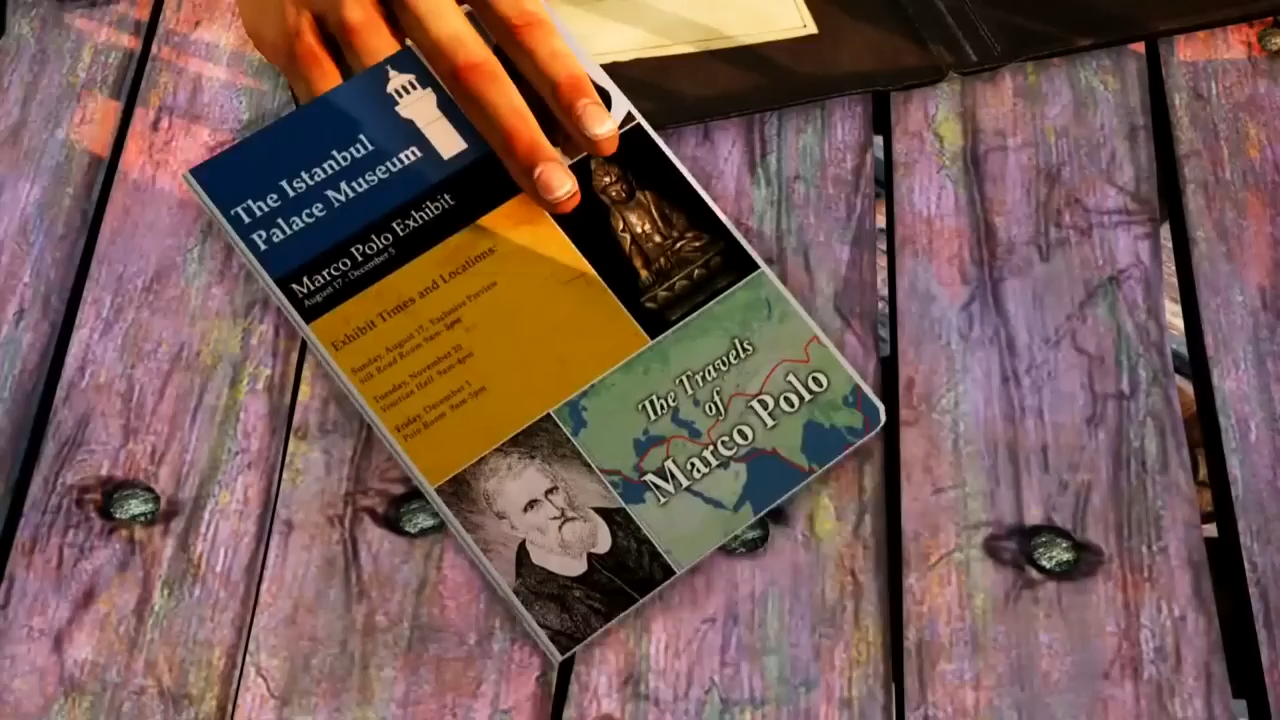 The Istanbul
Palace Museum
Marco Polo Exhibit
August 17 - December 3
Exhibit Times and Locations:
Sunday, August 17, Exclusive Preview
Silk Road Room 9am-5pm
Tuesday, November 20
Venetian Hall 9am-4pm
Friday, December 3
Polo Room 9am-5pm
The Travels
of
Marco Polo